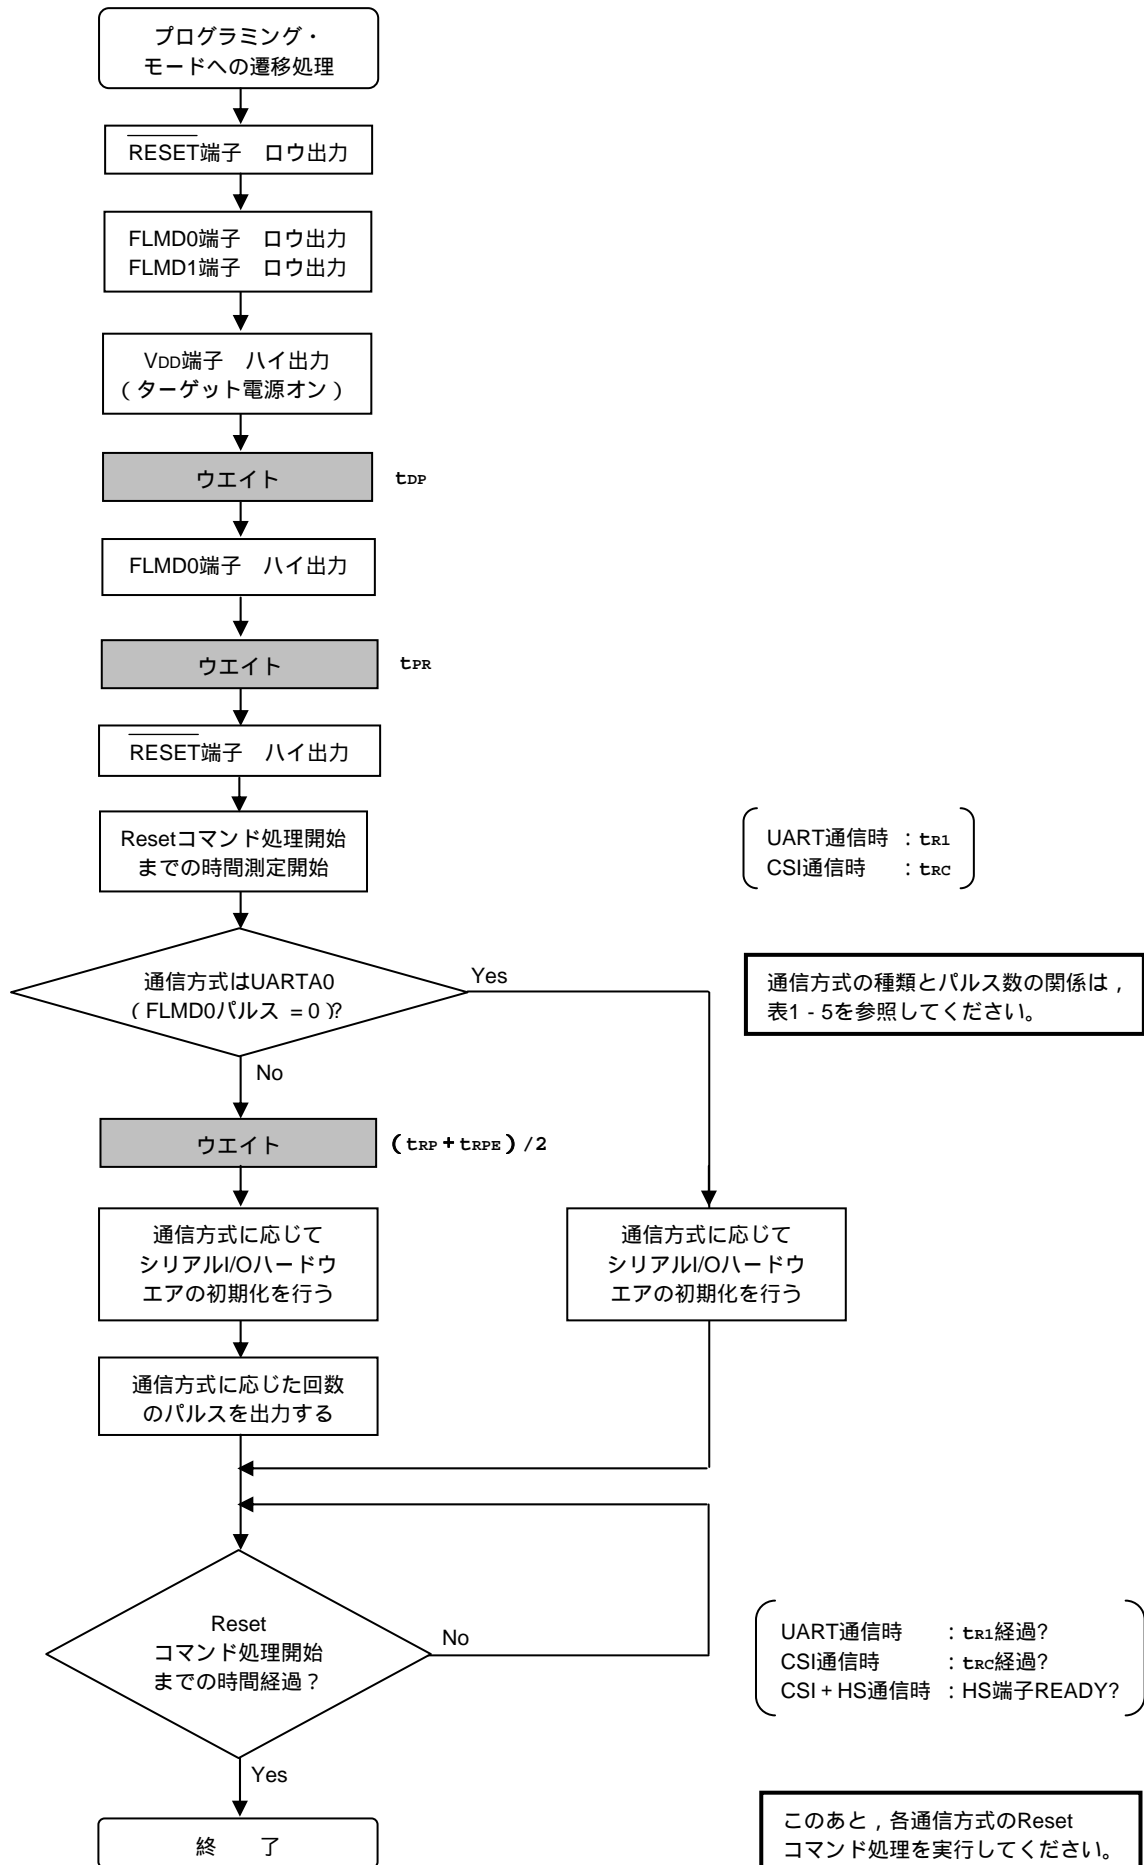 プログラミング・
モードへの遷移処理
RESET端子　ロウ出力
FLMD0端子　ロウ出力
FLMD1端子　ロウ出力
VDD端子　ハイ出力
（ターゲット電源オン）
ウエイト tDP
FLMD0端子　ハイ出力
ウエイト tPR
RESET端子　ハイ出力
Resetコマンド処理開始
までの時間測定開始
UART通信時　：tR1
CSI通信時　：tRC
通信方式はUARTA0
（FLMD0パルス = 0）?
Yes
No
通信方式の種類とパルス数の関係は，
表1 - 5を参照してください。
ウエイト （tRP＋tRPE）/2
通信方式に応じて
シリアルI/Oハードウ
エアの初期化を行う
通信方式に応じて
シリアルI/Oハードウ
エアの初期化を行う
通信方式に応じた回数
のパルスを出力する
Reset
コマンド処理開始
までの時間経過？
No
Yes
UART通信時　：tR1経過?
CSI通信時　：tRC経過?
CSI + HS通信時　：HS端子READY?
終　了
このあと，各通信方式のReset
コマンド処理を実行してください。